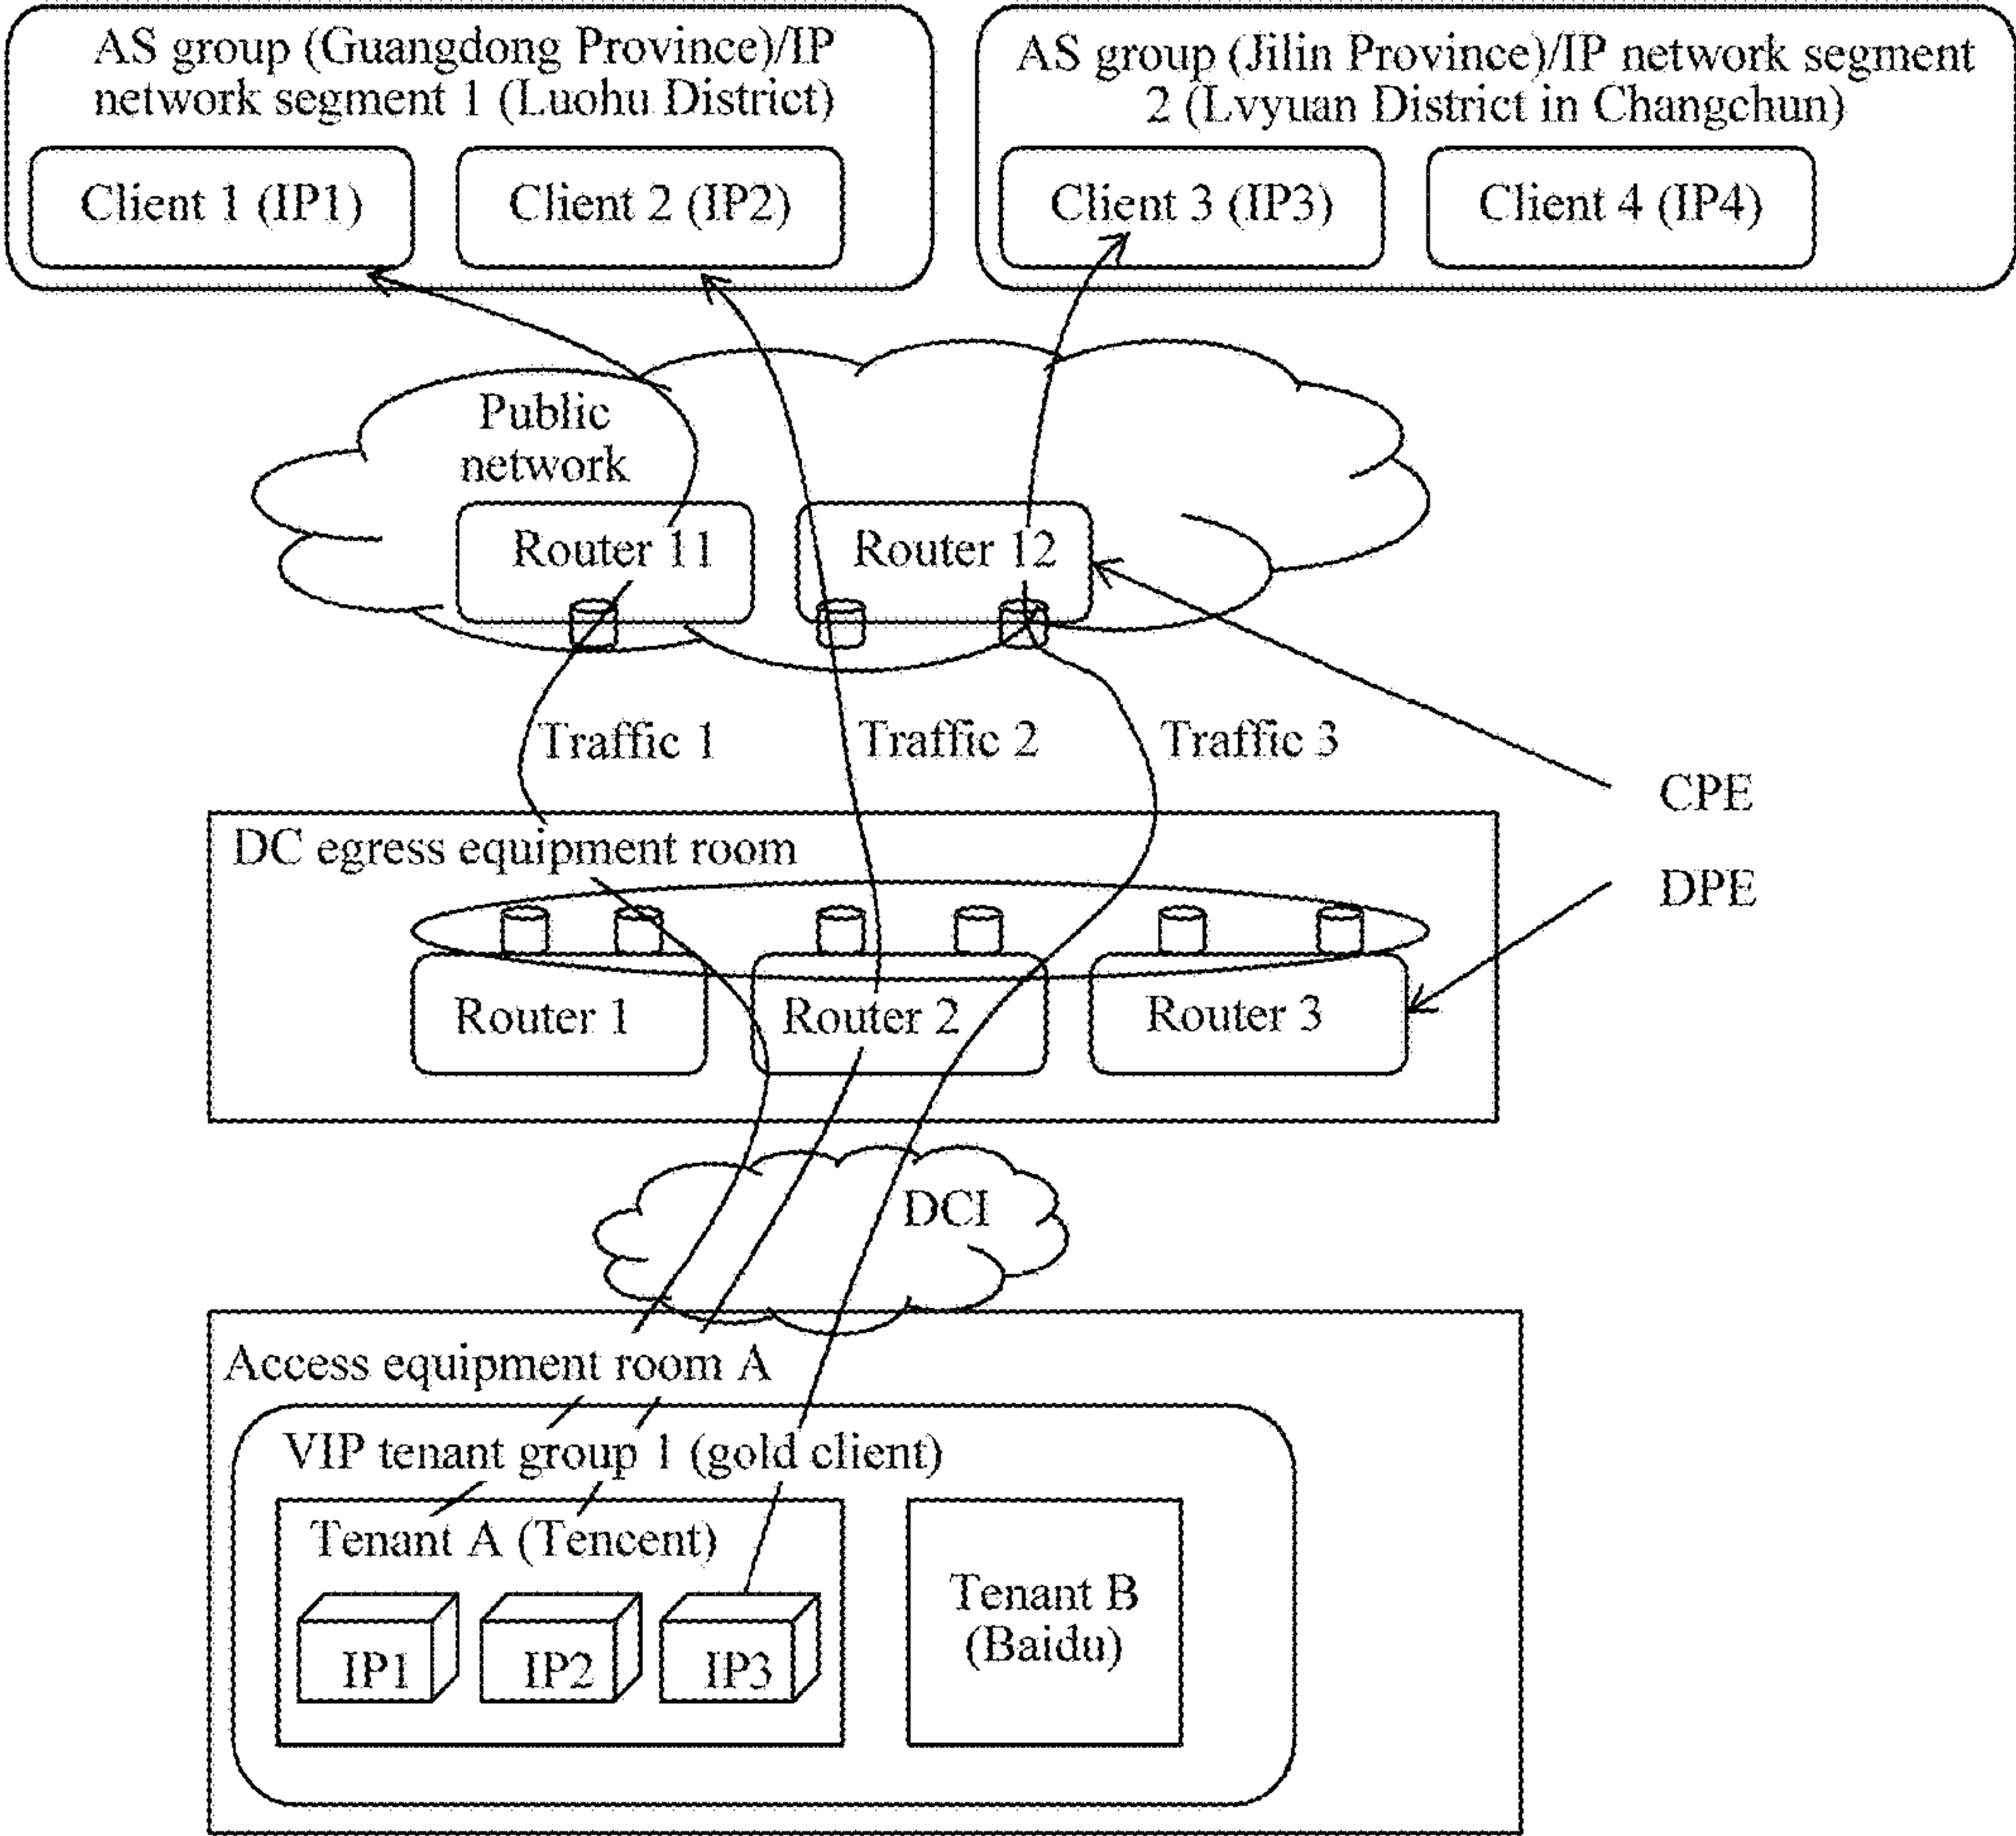 AS group (Guangdong Province)/IP
network segment 1 (Luohu District)
AS group (Jilin Province)/IP network segment
2 (Lvyuan District in Changchun)
Client 1 (IP1)
Client 2 (IP2)
Client 3 (IP3)
Client 4 (IP4)
Public
network
Router 11
Router 12
Traffic 1
Traffic 2
Traffic 3
CPE
DC egress equipment room
DPE
Router 1
Router 2
Router 3
DCI
Access equipment room A
VIP tenant group 1 (gold client)
Tenant A (Tencent)
IP1
IP2
IP3
Tenant B
(Baidu)